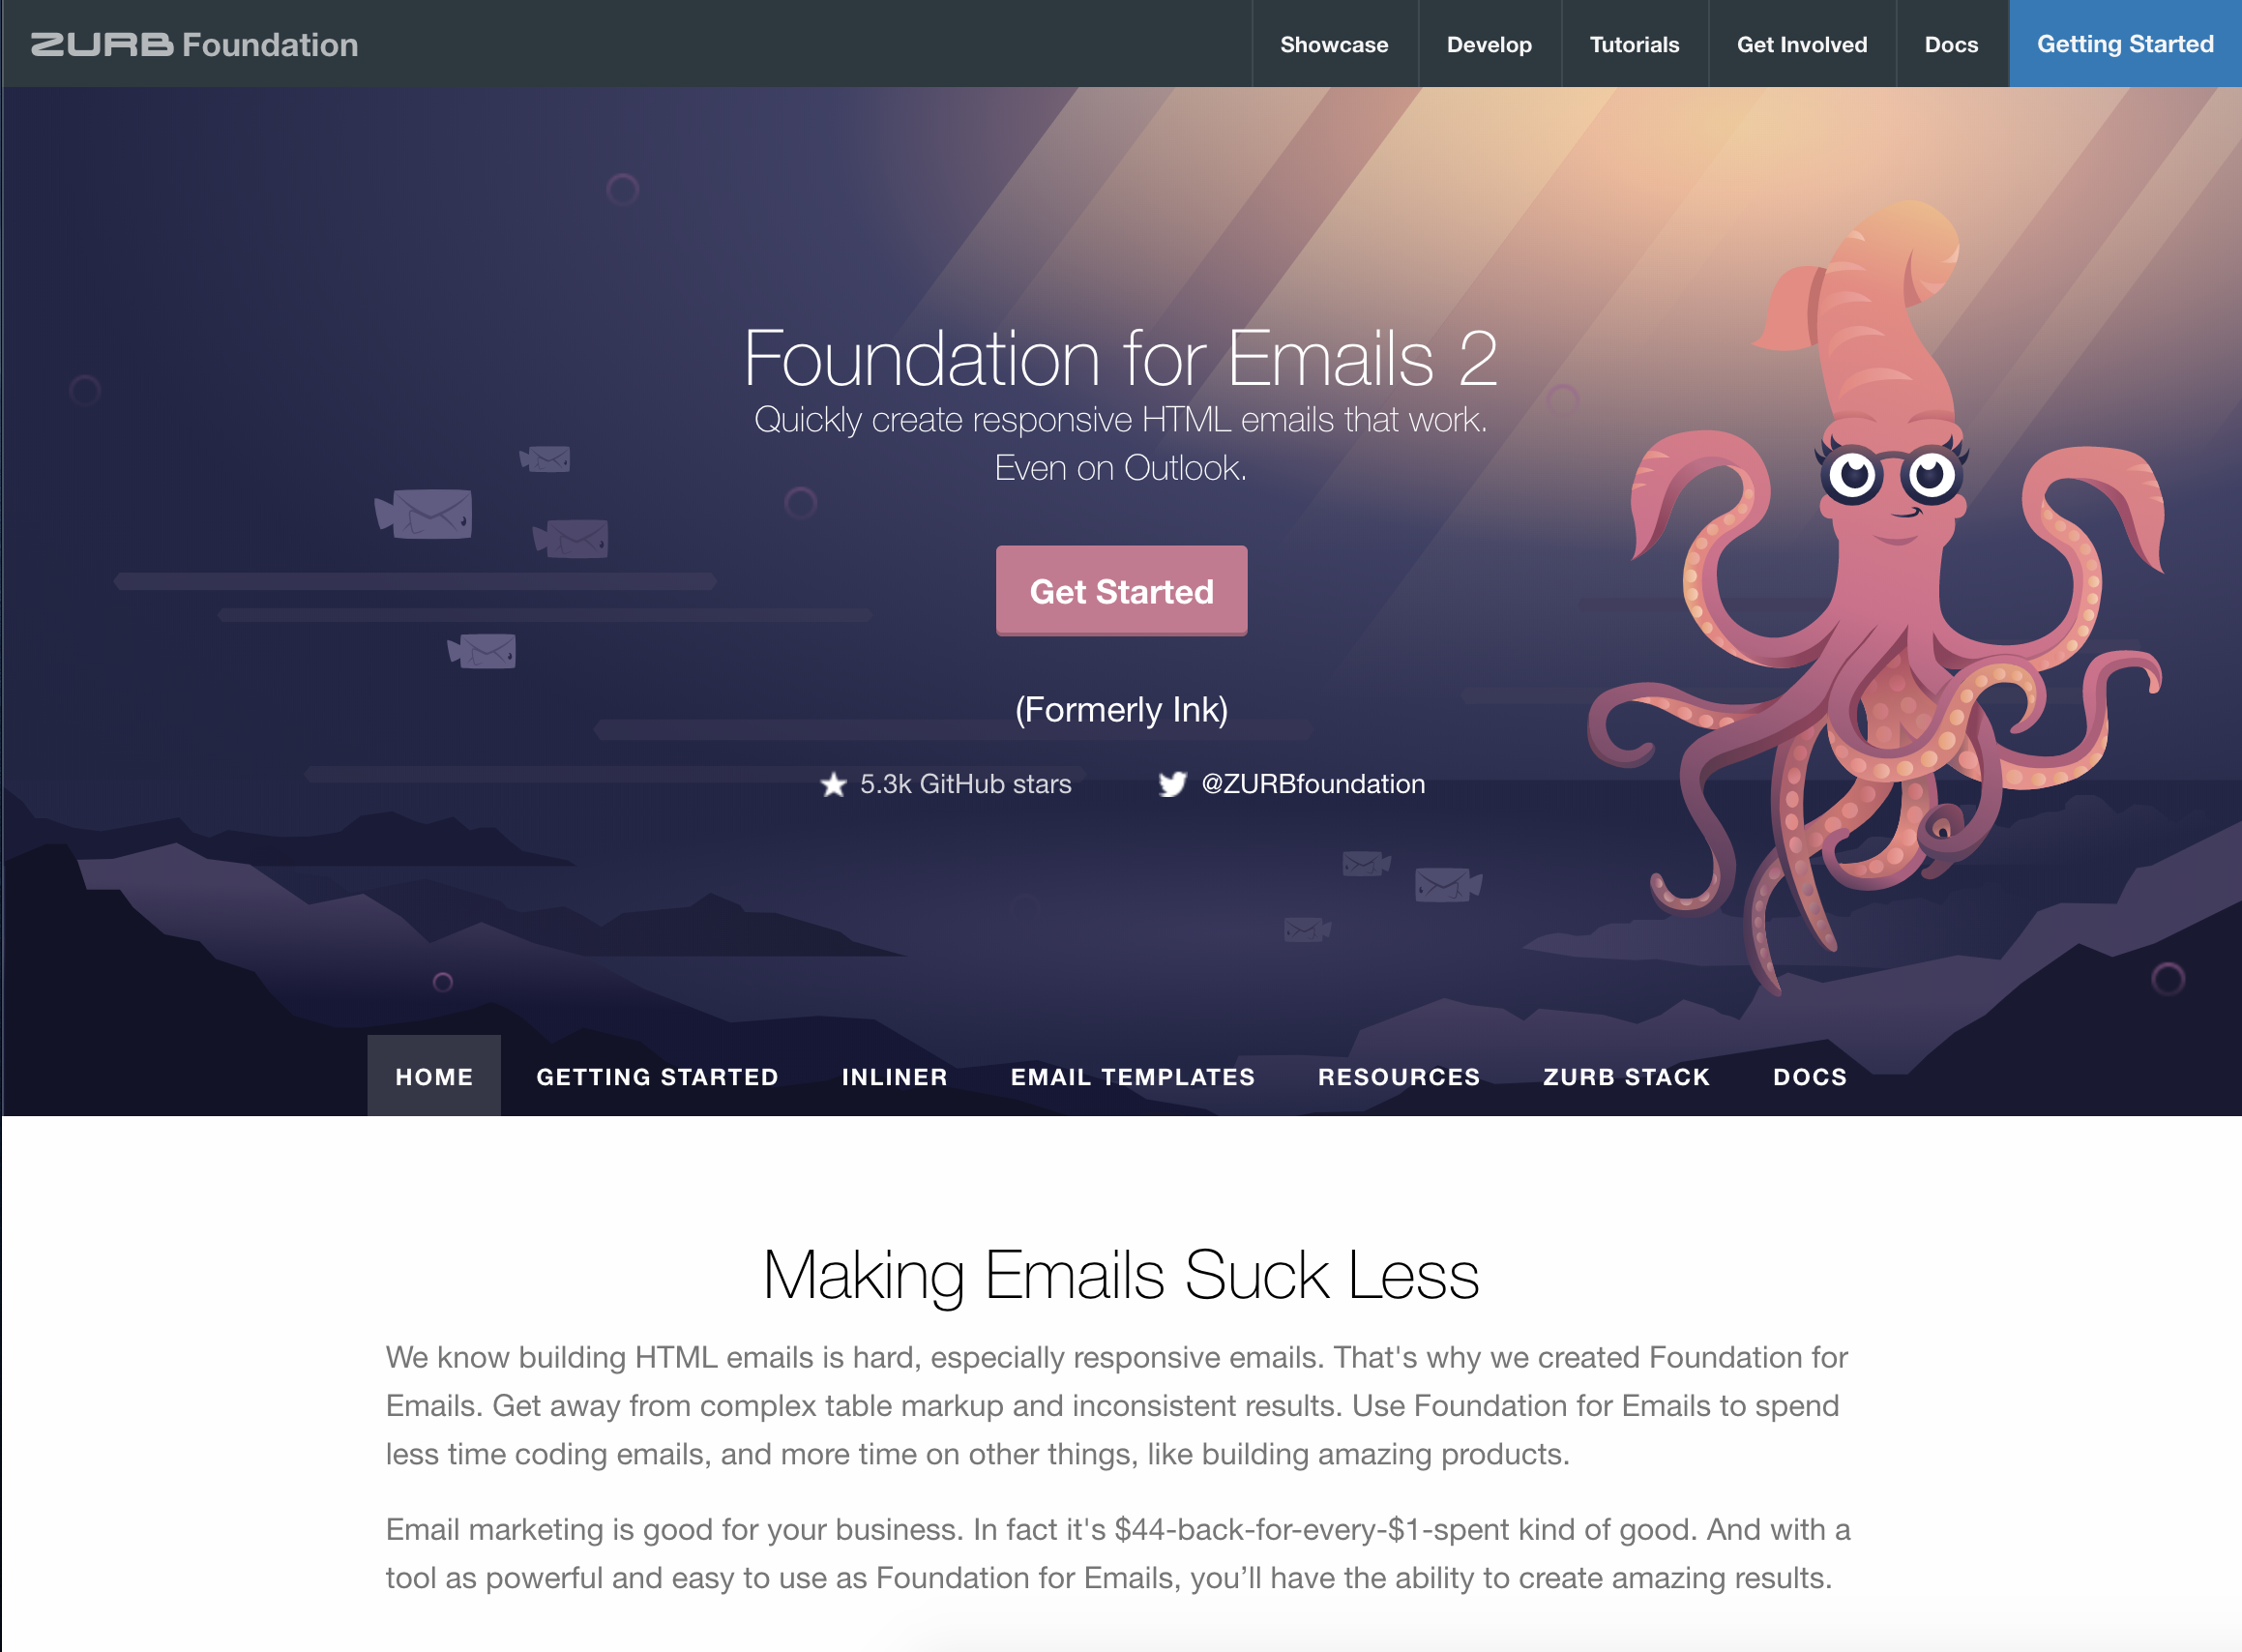 ZURB Foundation
Showcase
Develop
Tutorials
Get Involved
Docs
Getting Started
Foundation for Emails 2
Quickly create responsive HTML emails that work.
Even on Outlook.
Get Started
(Formerly Ink)
5.3k GitHub stars
@ZURBfoundation
HOME
GETTING STARTED
INLINER
EMAIL TEMPLATES
RESOURCES
ZURB STACK
DOCS
Making Emails Suck Less
We know building HTML emails is hard, especially responsive emails. That's why we created Foundation for
Emails. Get away from complex table markup and inconsistent results. Use Foundation for Emails to spend
less time coding emails, and more time on other things, like building amazing products.
Email marketing is good for your business. In fact it's $44-back-for-every-$1-spent kind of good. And with a
tool as powerful and easy to use as Foundation for Emails, you’ll have the ability to create amazing results.